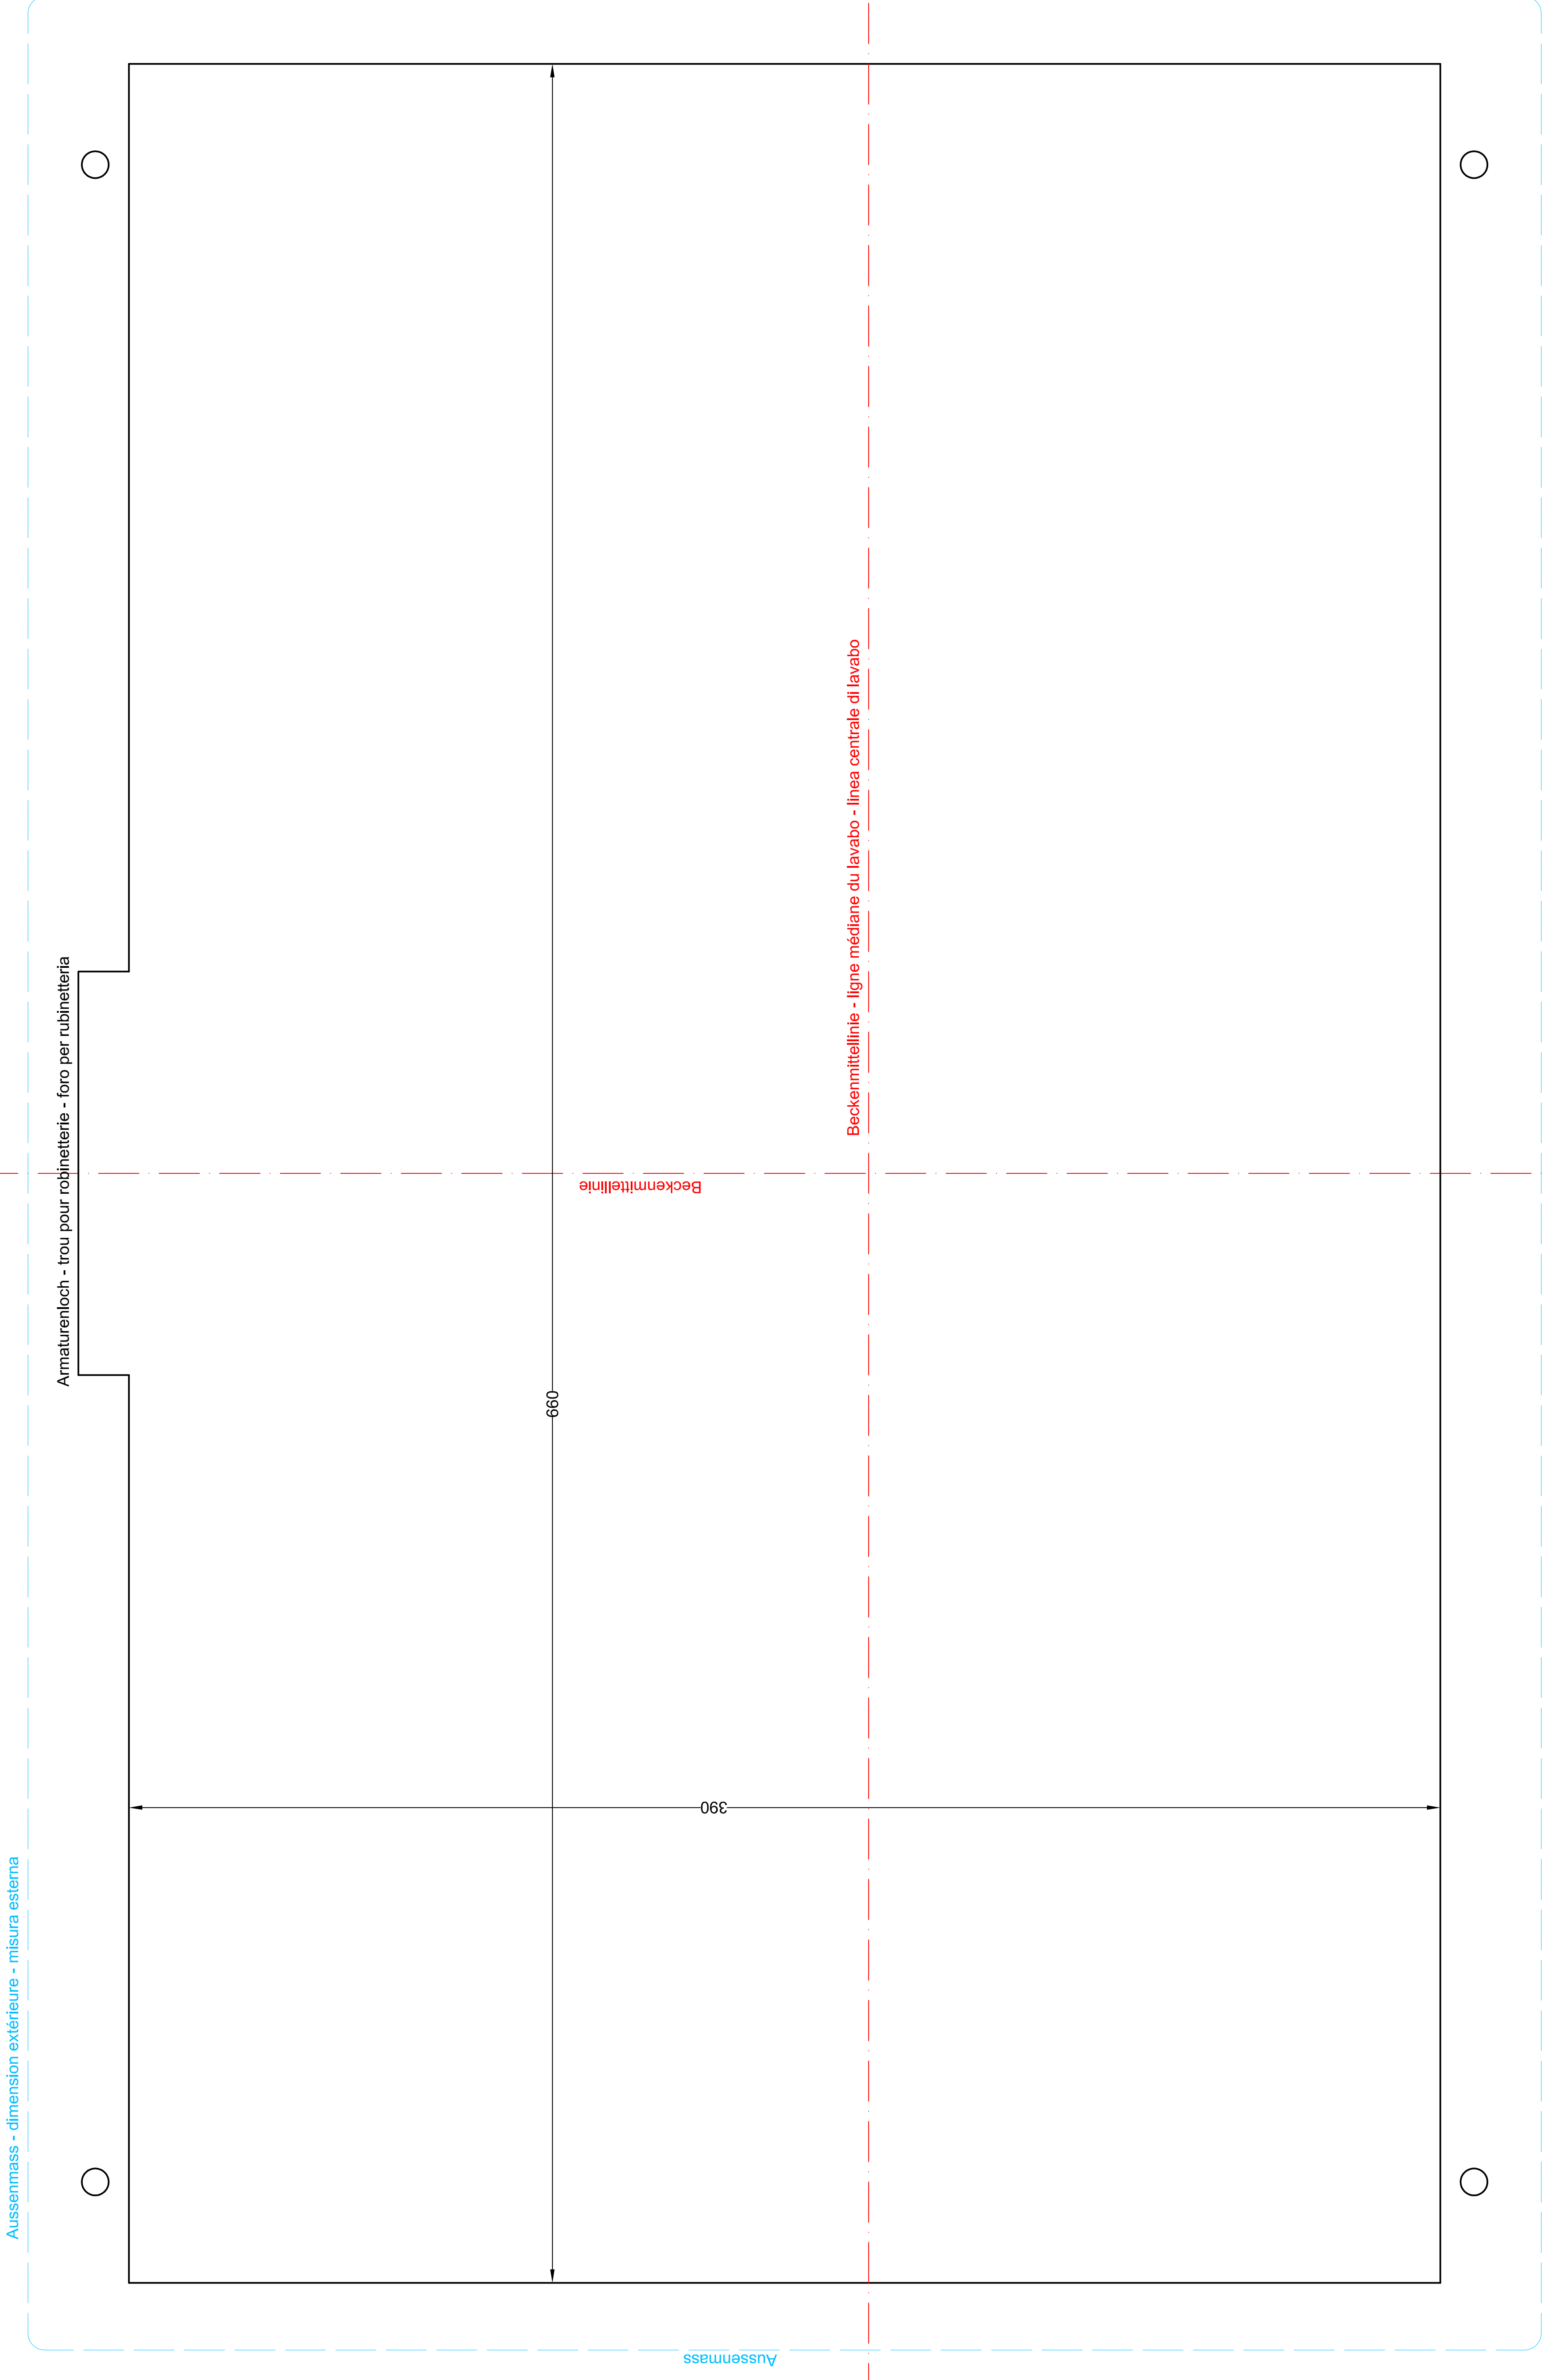 Armaturenloch - trou pour robinetterie - foro per rubinetteria
Beckenmittellinie - ligne médiane du lavabo - linea centrale di lavabo
Beckenmittellinie
660
390
Aussenmass - dimension extérieure - misura esterna
Aussenmass